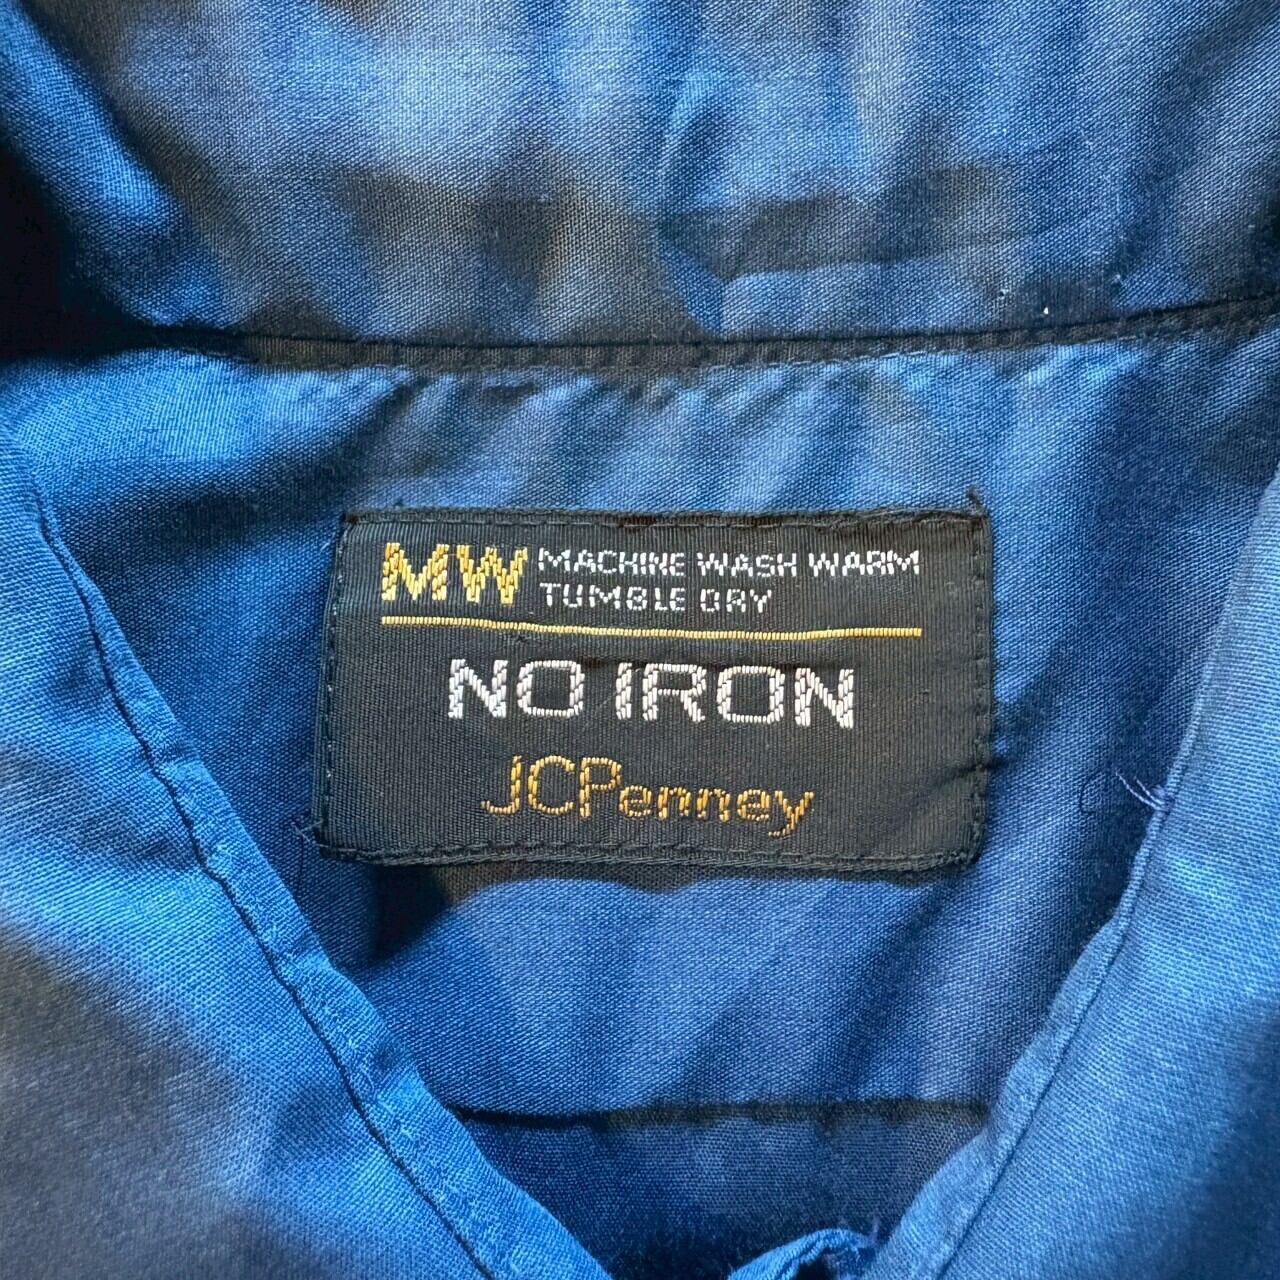 MW MACHINE WASH WARM
TUMBLE DRY
NO IRON
JCPenney